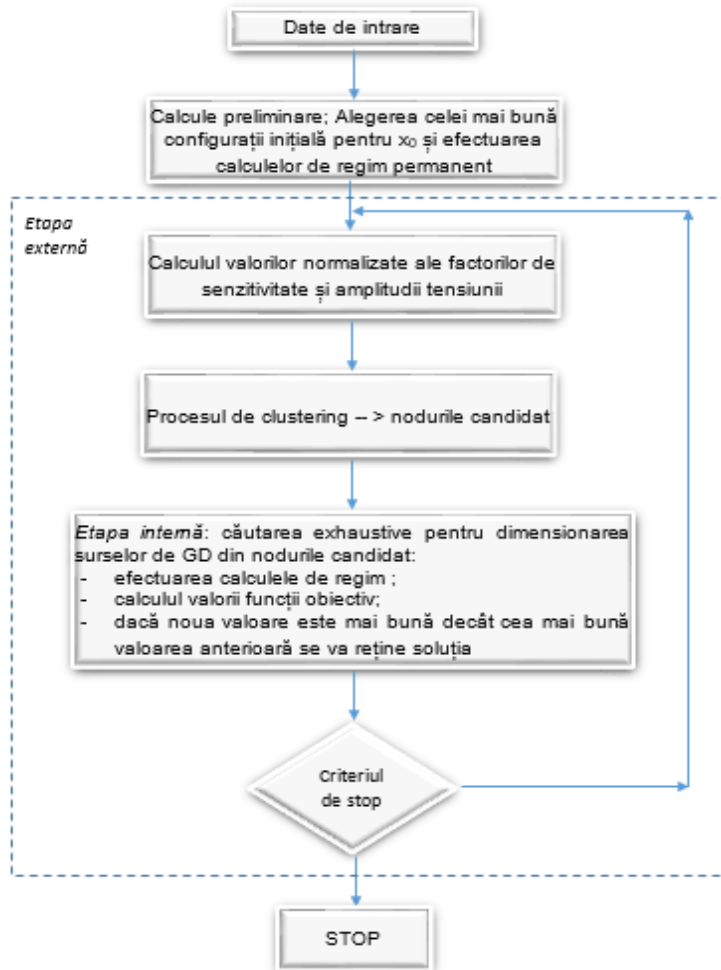 Date de intrare
Calcule preliminare; Alegerea celei mai bună
configurații inițială pentru x₀ și efectuarea
calculelor de regim permanent
Etapa
externă
Calculul valorilor normalizate ale factorilor de
senzitivitate și amplitudii tensiunii
Procesul de clustering -- > nodurile candidat
Etapa internă: căutarea exhaustive pentru dimensionarea
surselor de GD din nodurile candidat:
- efectuarea calculele de regim ;
- calculul valorii funcții obiectiv;
- dacă noua valoare este mai bună decât cea mai bună
valoarea anterioară se va reține soluția
Criteriul
de stop
STOP